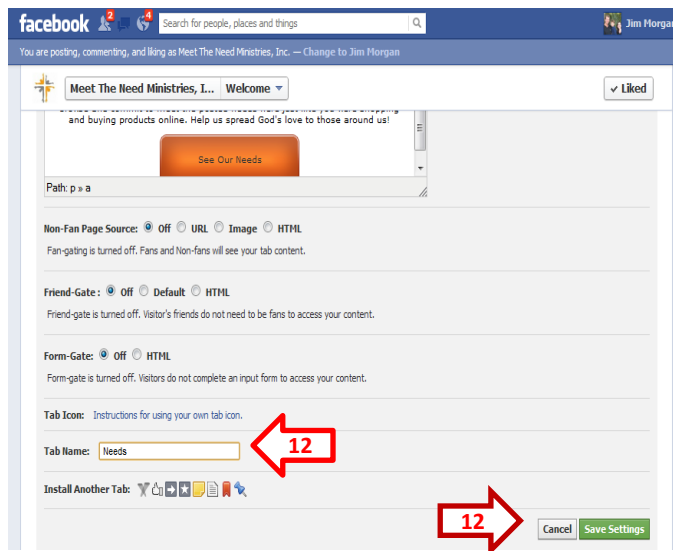 facebook 2 4 Search for people, places and things Jim Morgan
You are posting, commenting, and liking as Meet The Need Ministries, Inc. — Change to Jim Morgan
Meet The Need Ministries, I... Welcome Liked
and buying products online. Help us spread God's love to those around us!
See Our Needs
Path: p » a
Non-Fan Page Source: Off URL Image HTML
Fan-gating is turned off. Fans and Non-fans will see your tab content.
Friend-Gate : Off Default HTML
Friend-gate is turned off. Visitor's friends do not need to be fans to access your content.
Form-Gate: Off HTML
Form-gate is turned off. Visitors do not complete an input form to access your content.
Tab Icon: Instructions for using your own tab icon.
Tab Name: Needs 12
Install Another Tab:
12 Cancel Save Settings